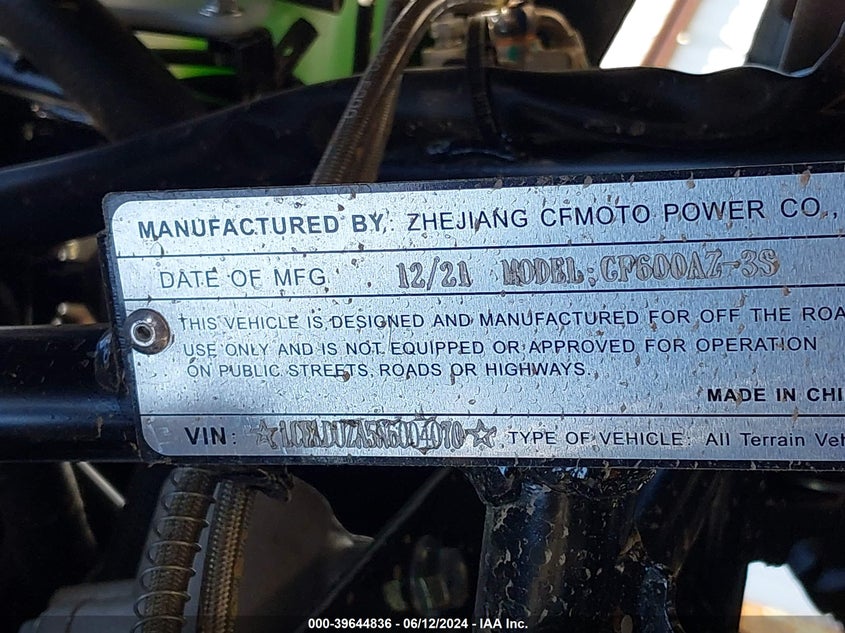 MANUFACTURED BY: ZHEJIANG CFMOTO POWER CO.,
DATE OF MFG 12/21 MODEL: CF600AZ-3S
THIS VEHICLE IS DESIGNED AND MANUFACTURED FOR OFF THE ROA
USE ONLY AND IS NOT EQUIPPED OR APPROVED FOR OPERATION
ON PUBLIC STREETS, ROADS OR HIGHWAYS.
MADE IN CHI
VIN: TYPE OF VEHICLE: All Terrain Veh
000-39644836 - 06/12/2024 - IAA Inc.